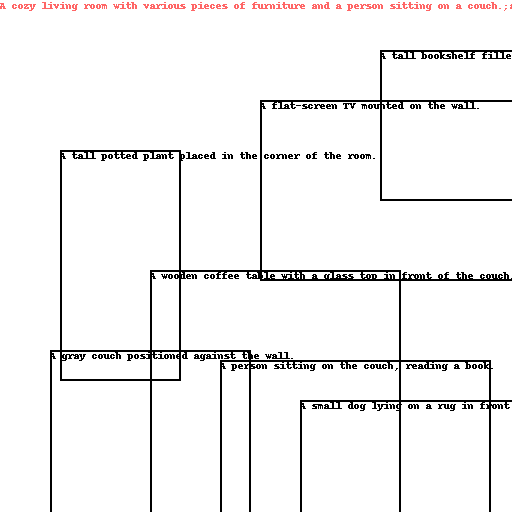 A cozy living room with various pieces of furniture and a person sitting on a couch.;
A tall bookshelf fille
A flat-screen TV mounted on the wall.
A tall potted plant placed in the corner of the room.
A wooden coffee table with a glass top in front of the couch.
A gray couch positioned against the wall.
A person sitting on the couch, reading a book.
A small dog lying on a rug in front